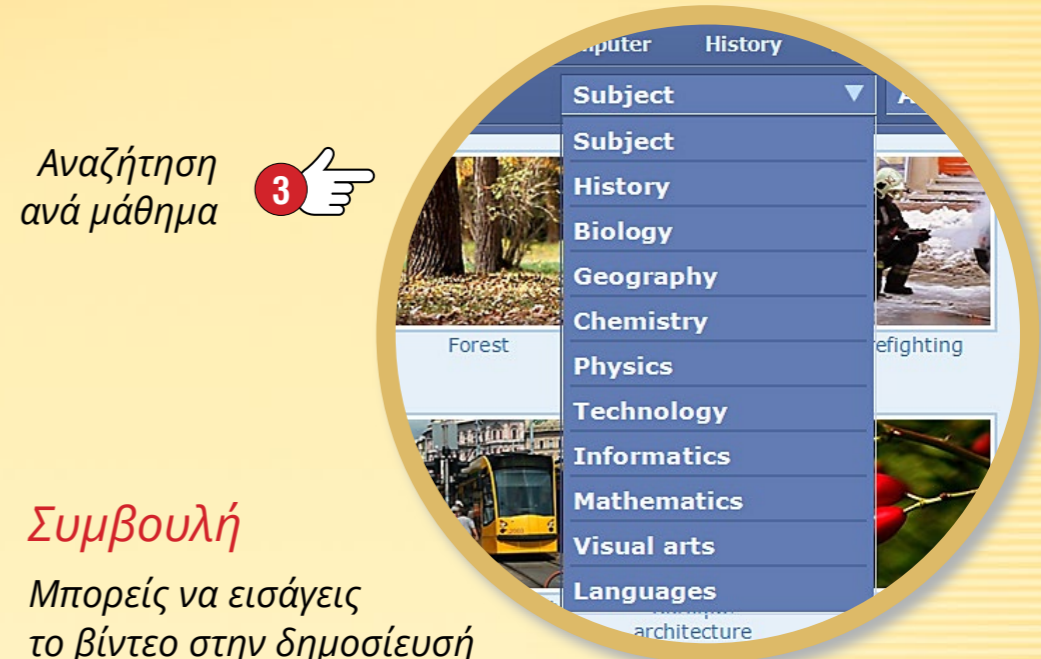 Αναζήτηση
ανά μάθημα
3
History
Subject
Subject
History
Biology
Geography
Chemistry
Physics
Technology
Informatics
Mathematics
Visual arts
Languages
Forest
architecture
Συμβουλή
Μπορείς να εισάγεις
το βίντεο στην δημοσίευσή